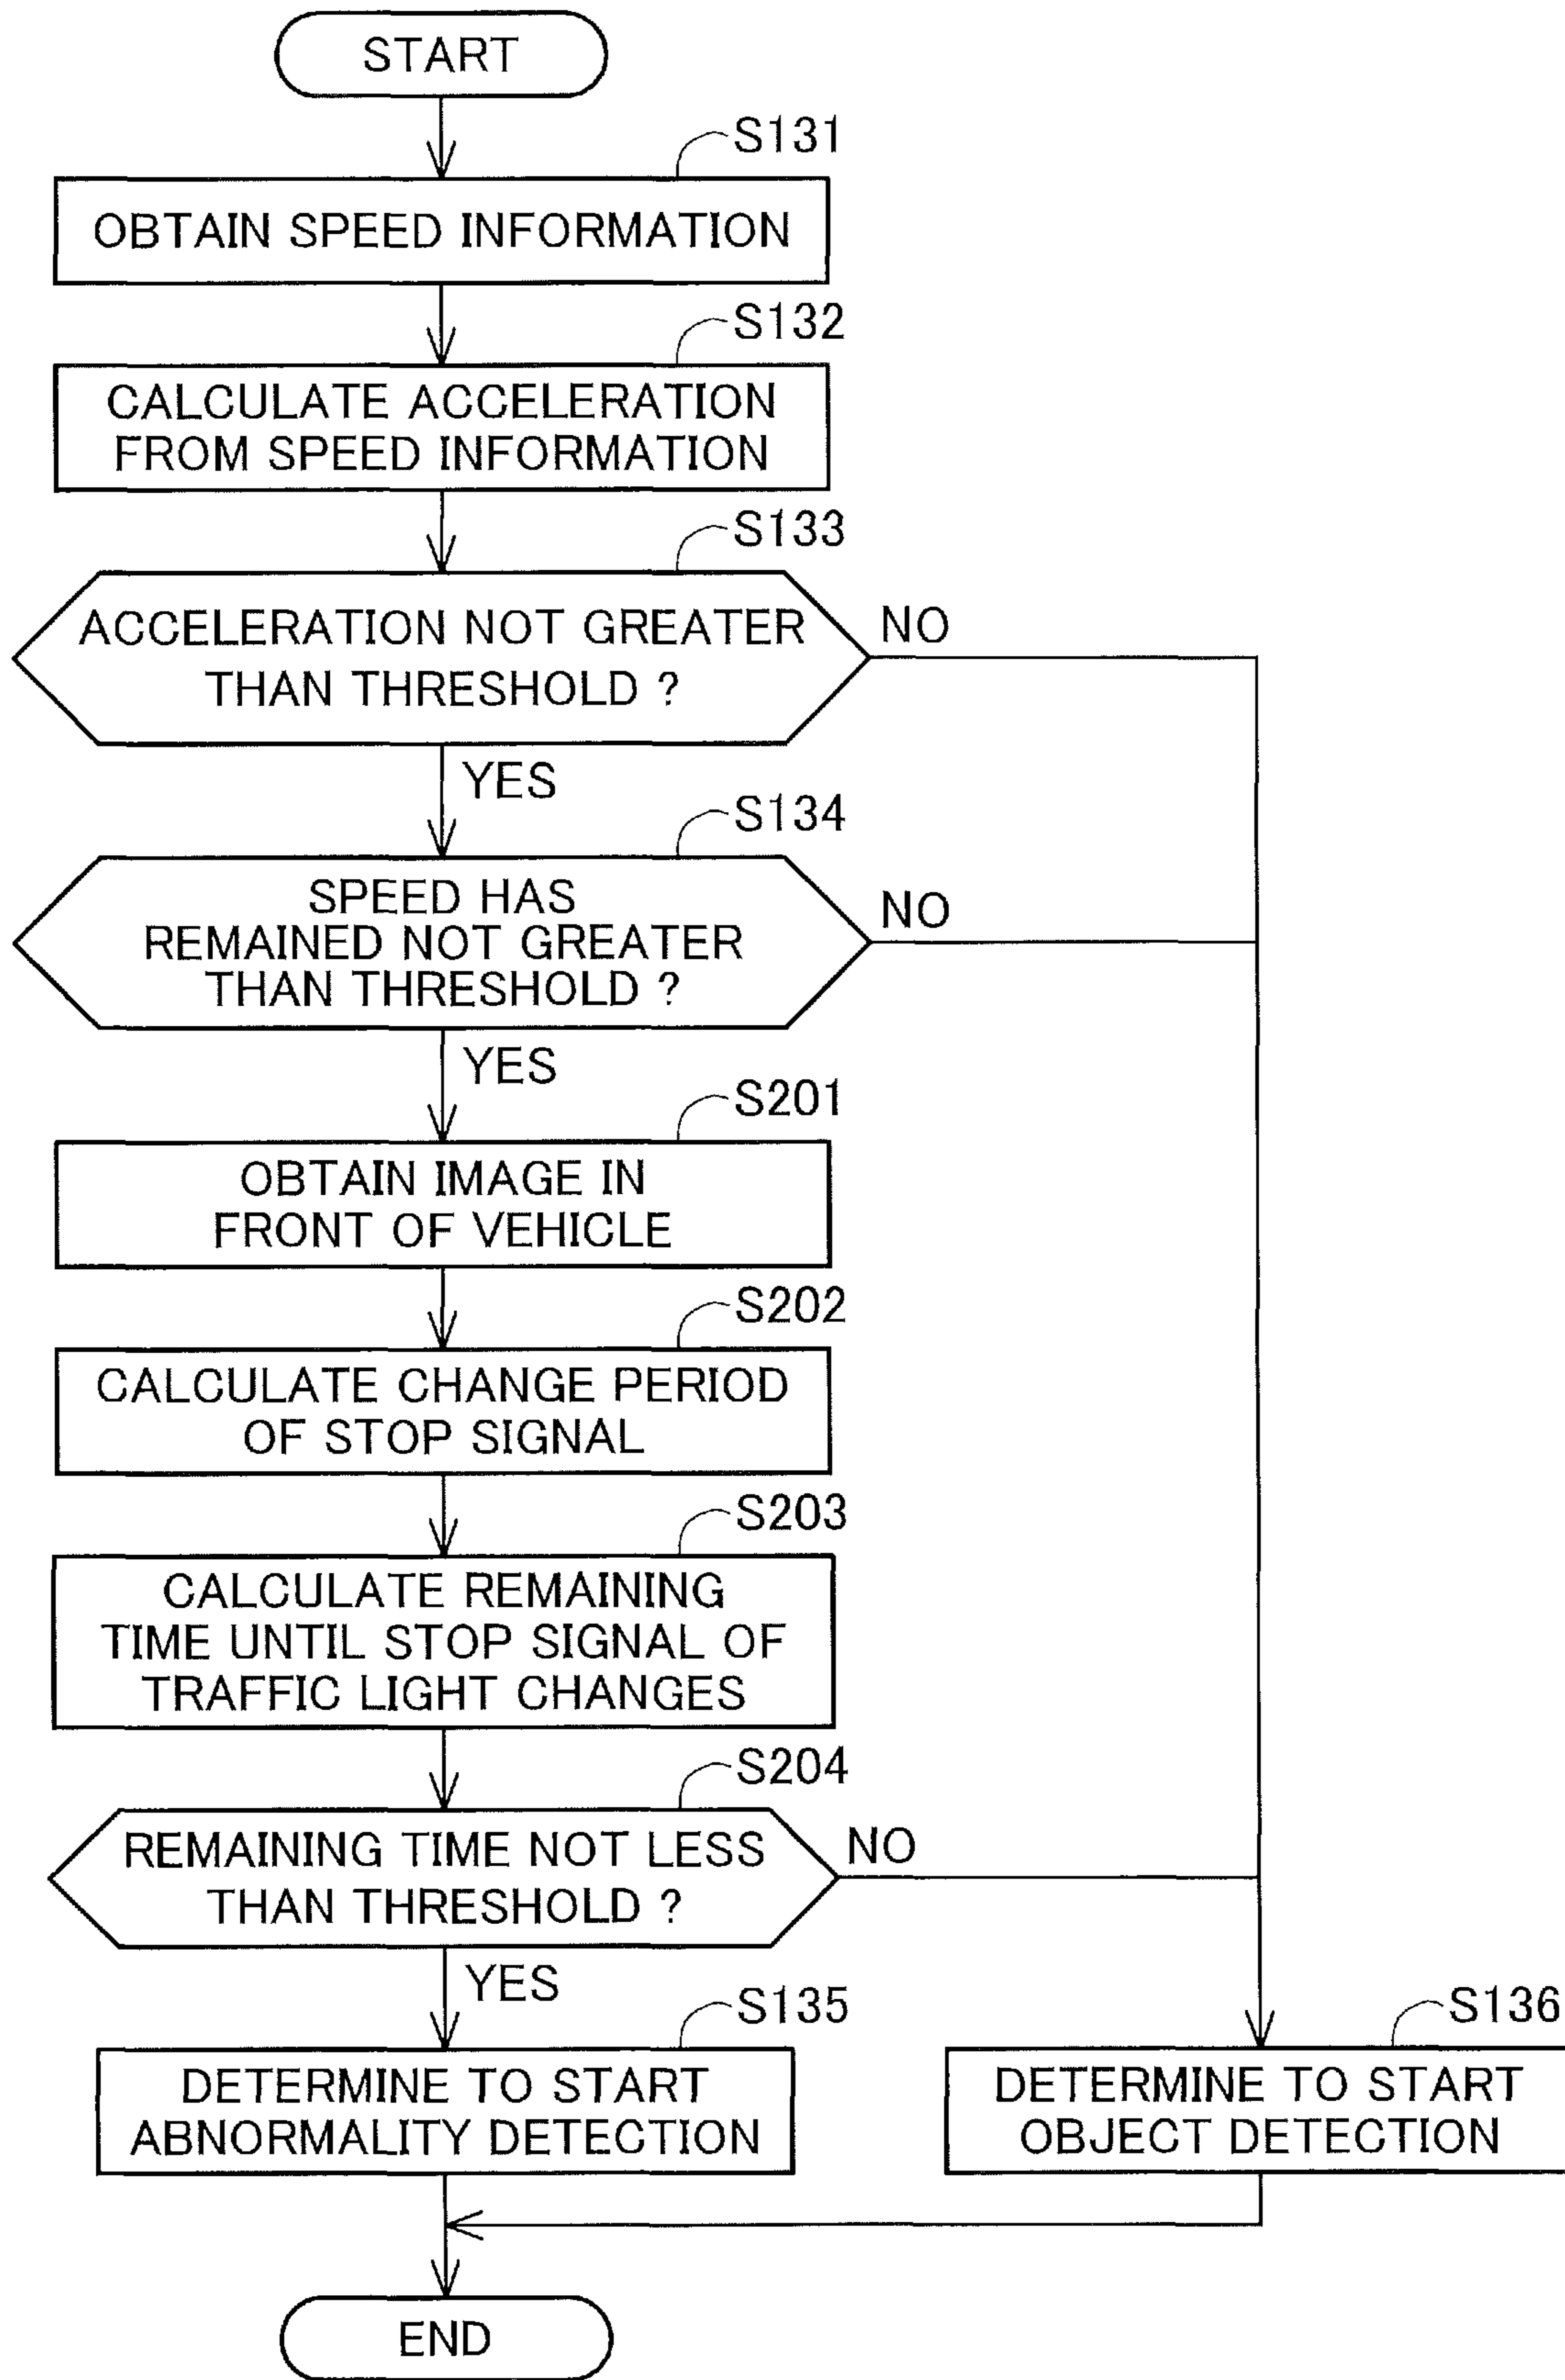 START
S131
OBTAIN SPEED INFORMATION
S132
CALCULATE ACCELERATION
FROM SPEED INFORMATION
S133
ACCELERATION NOT GREATER
THAN THRESHOLD ?
NO
YES
S134
SPEED HAS
REMAINED NOT GREATER
THAN THRESHOLD ?
NO
YES
S201
OBTAIN IMAGE IN
FRONT OF VEHICLE
S202
CALCULATE CHANGE PERIOD
OF STOP SIGNAL
S203
CALCULATE REMAINING
TIME UNTIL STOP SIGNAL OF
TRAFFIC LIGHT CHANGES
S204
REMAINING TIME NOT LESS
THAN THRESHOLD ?
NO
YES
S135
DETERMINE TO START
ABNORMALITY DETECTION
S136
DETERMINE TO START
OBJECT DETECTION
END